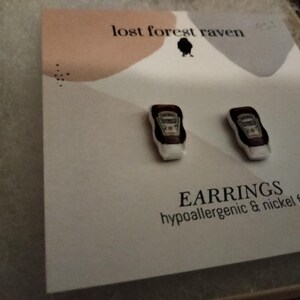 lost forest raven
EARRINGS
hypoallergenic & nickel